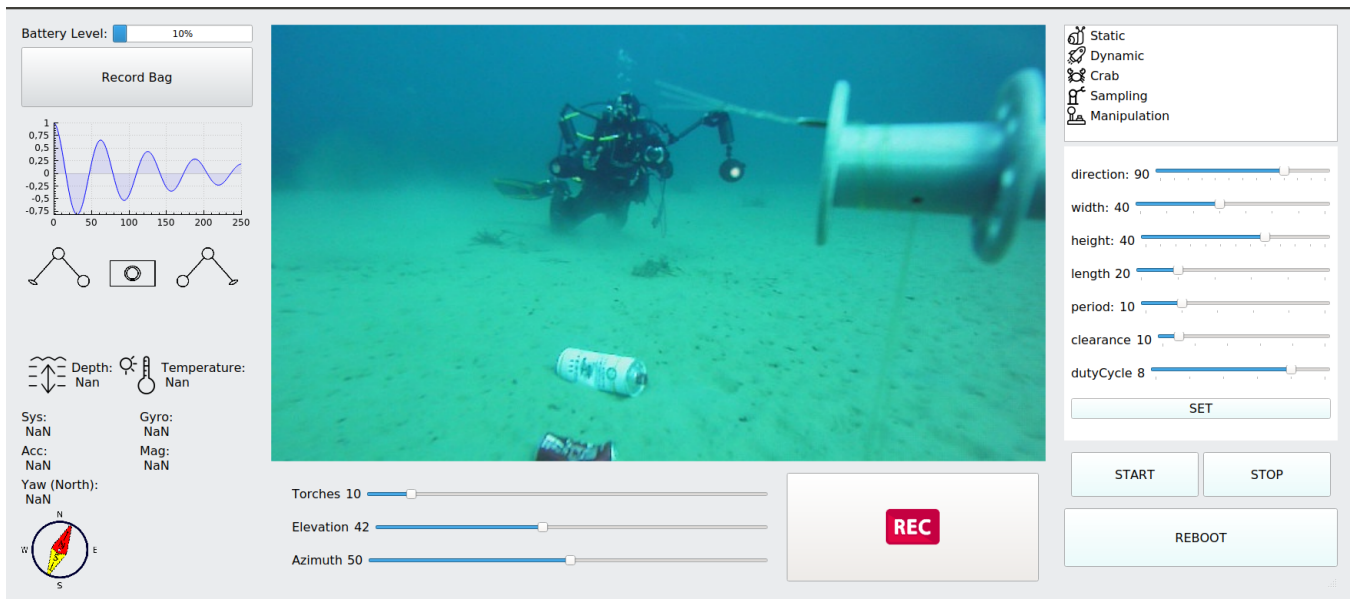 Battery Level: 10%
Record Bag
1
0,75
0,5
0,25
0
-0,25
-0,5
-0,75
0 50 100 150 200 250
Depth:
Nan
Temperature:
Nan
Sys:
NaN
Gyro:
NaN
Acc:
NaN
Mag:
NaN
Yaw (North):
NaN
N
W E
S
Torches 10
Elevation 42
Azimuth 50
REC
Static
Dynamic
Crab
Sampling
Manipulation
direction: 90
width: 40
height: 40
length 20
period: 10
clearance 10
dutyCycle 8
SET
START STOP
REBOOT